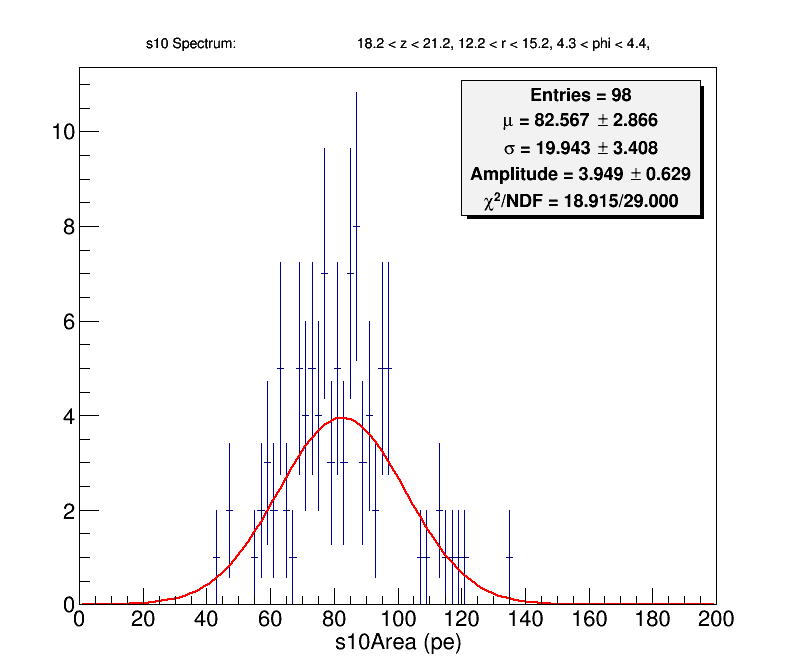 s10 Spectrum: 18.2 < z < 21.2, 12.2 < r < 15.2, 4.3 < phi < 4.4,
Entries = 98
μ = 82.567 ± 2.866
σ = 19.943 ± 3.408
Amplitude = 3.949 ± 0.629
χ²/NDF = 18.915/29.000
10
8
6
4
2
0
0 20 40 60 80 100 120 140 160 180 200
s10Area (pe)